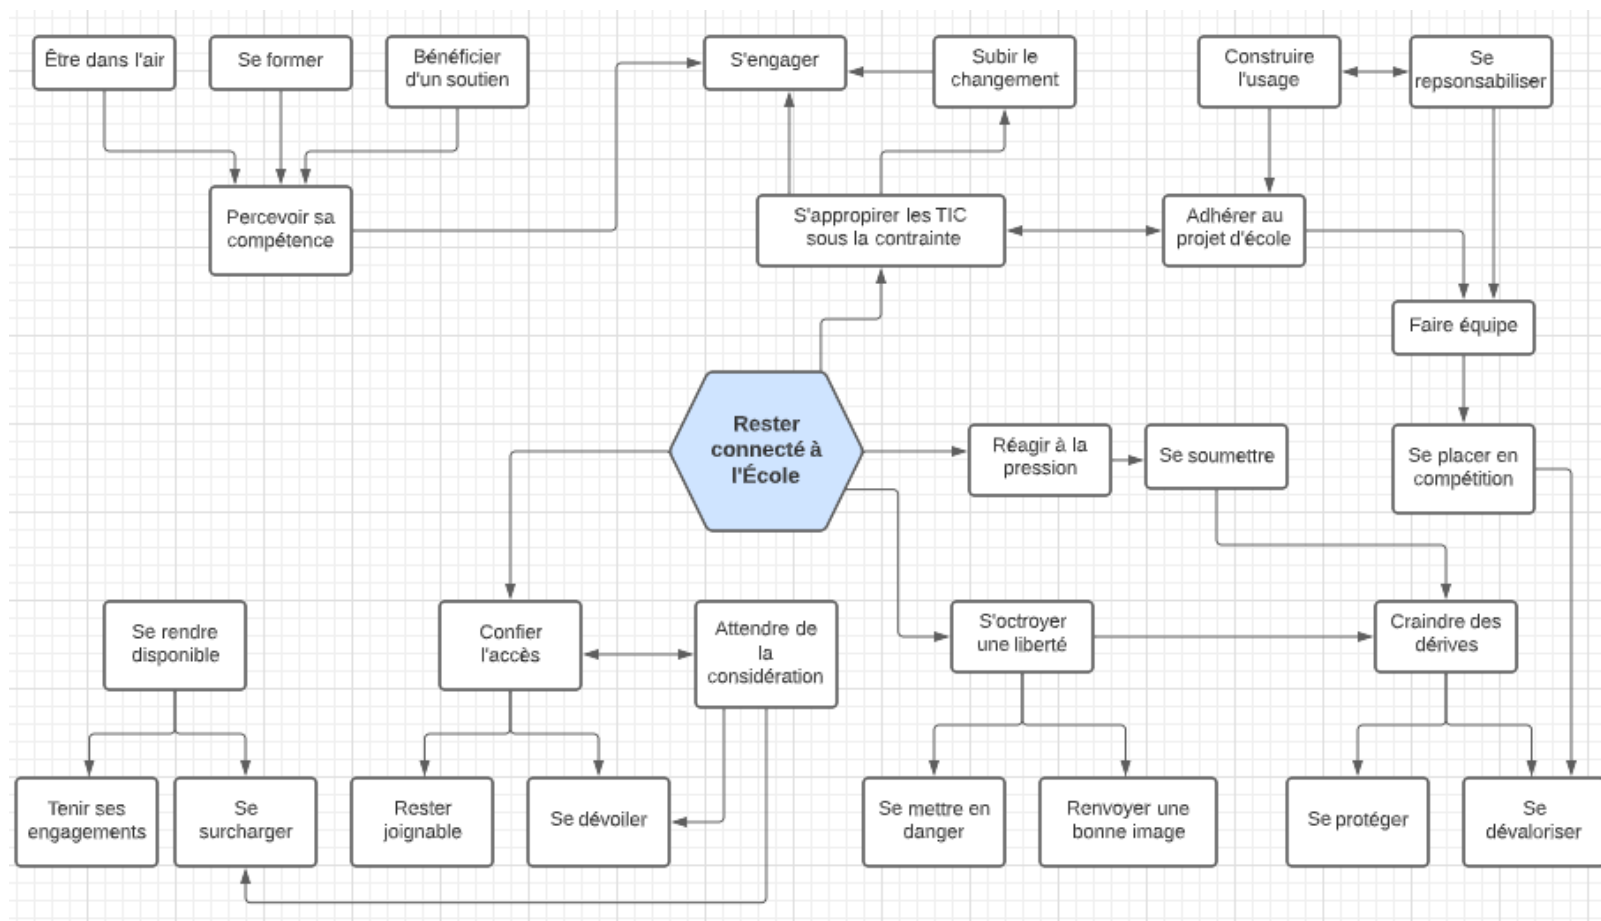 Être dans l'air
Se former
Bénéficier
d'un soutien
S'engager
Subir le
changement
Construire
l'usage
Se
repsonsabiliser
Percevoir sa
compétence
S'appropirer les TIC
sous la contrainte
Adhérer au
projet d'école
Faire équipe
Rester
connecté à
l'École
Réagir à la
pression
Se soumettre
Se placer en
compétition
Se rendre
disponible
Confier
l'accès
Attendre de
la
considération
S'octroyer
une liberté
Craindre des
dérives
Tenir ses
engagements
Se
surcharger
Rester
joignable
Se dévoiler
Se mettre en
danger
Renvoyer une
bonne image
Se protéger
Se
dévaloriser